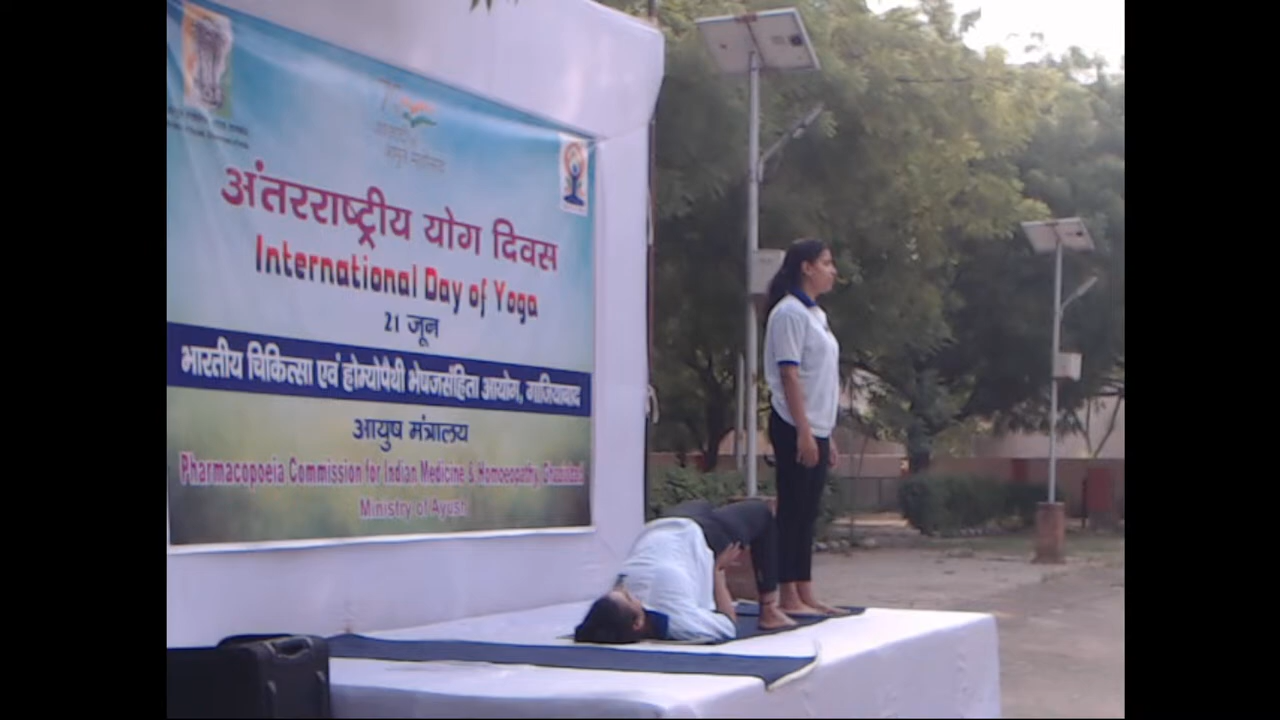 अंतरराष्ट्रीय योग दिवस
International Day of Yoga
21 जून
भारतीय चिकित्सा एवं होम्योपैथी भेषजसंहिता आयोग, गाजियाबाद
आयुष मंत्रालय
Pharmacopoeia Commission for Indian Medicine & Homoeopathy, Ghaziabad
Ministry of Ayush